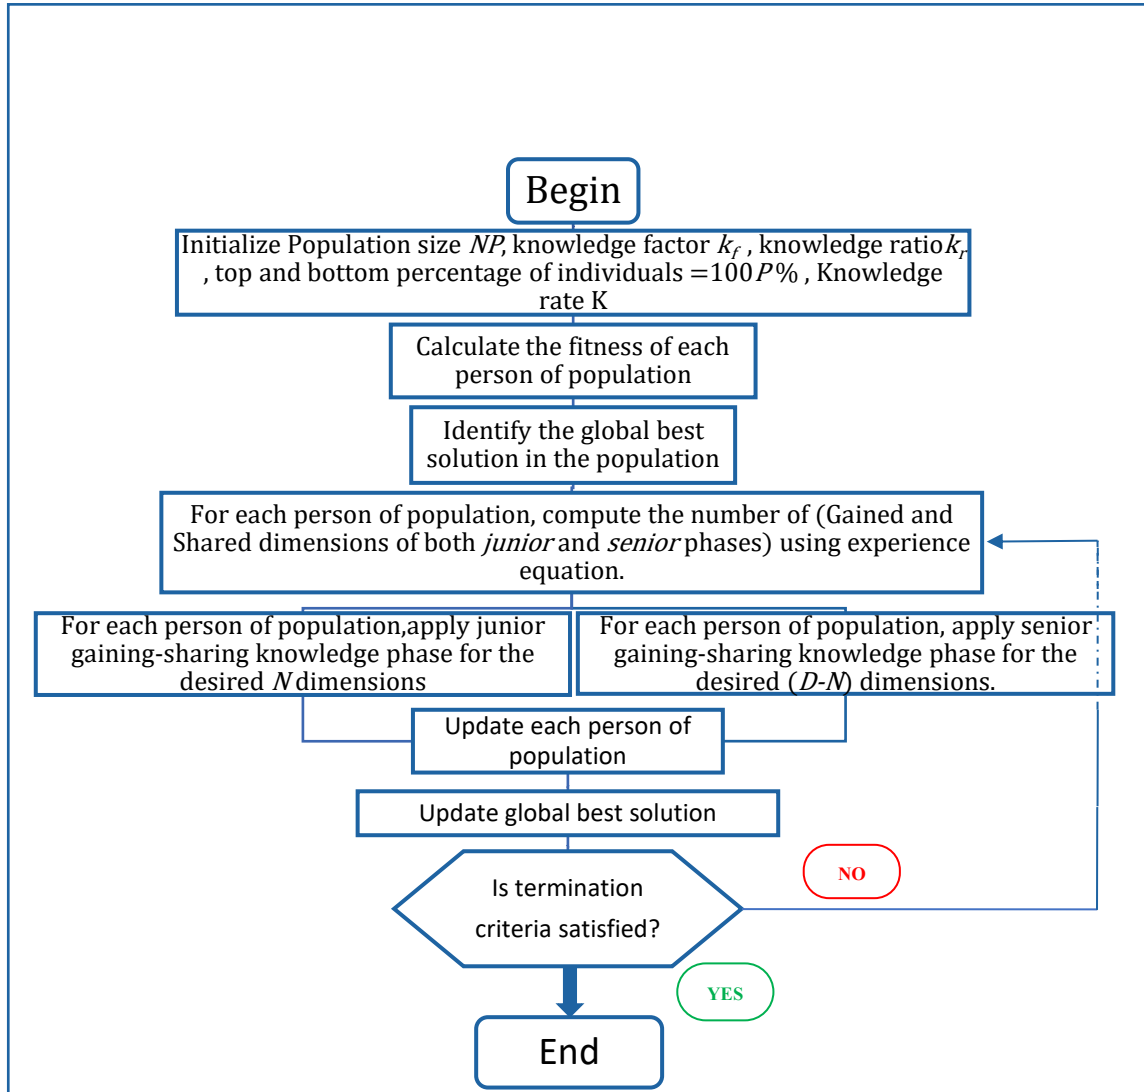 Begin
Initialize Population size NP, knowledge factor k_f , knowledge ratio k_r
, top and bottom percentage of individuals =100P% , Knowledge
rate K
Calculate the fitness of each
person of population
Identify the global best
solution in the population
For each person of population, compute the number of (Gained and
Shared dimensions of both junior and senior phases) using experience
equation.
For each person of population,apply junior
gaining-sharing knowledge phase for the
desired N dimensions
For each person of population, apply senior
gaining-sharing knowledge phase for the
desired (D-N) dimensions.
Update each person of
population
Update global best solution
Is termination
criteria satisfied?
NO
YES
End